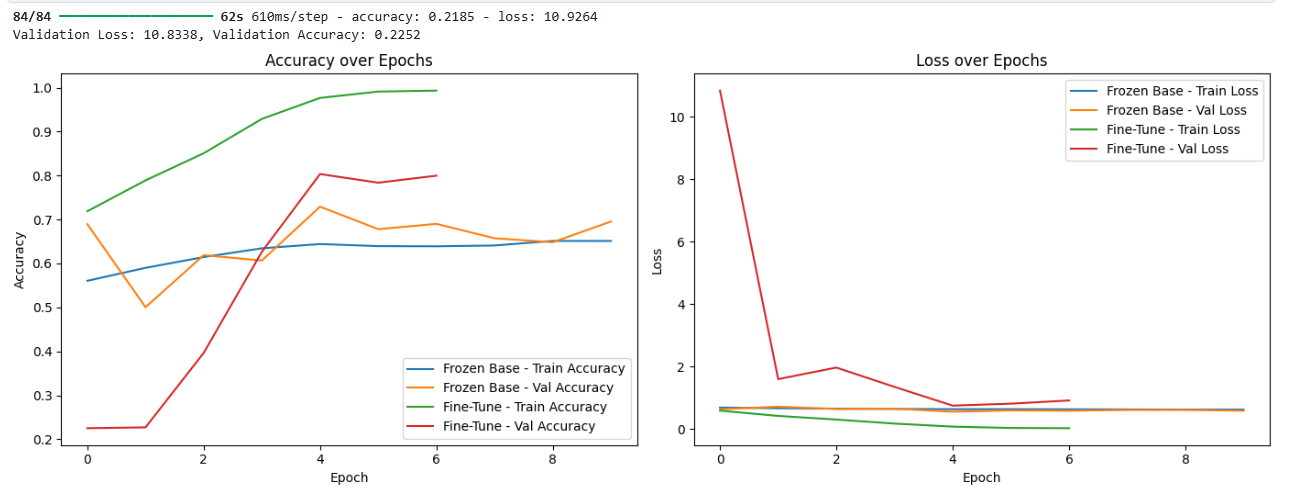 84/84 ━━━━━━━━━━━━━━━━━━━━ 62s 610ms/step - accuracy: 0.2185 - loss: 10.9264
Validation Loss: 10.8338, Validation Accuracy: 0.2252
Accuracy over Epochs
1.0
0.9
0.8
0.7
0.6
0.5
0.4
0.3
0.2
Accuracy
0 2 4 6 8
Epoch
Frozen Base - Train Accuracy
Frozen Base - Val Accuracy
Fine-Tune - Train Accuracy
Fine-Tune - Val Accuracy
Loss over Epochs
10
8
6
4
2
0
Loss
0 2 4 6 8
Epoch
Frozen Base - Train Loss
Frozen Base - Val Loss
Fine-Tune - Train Loss
Fine-Tune - Val Loss